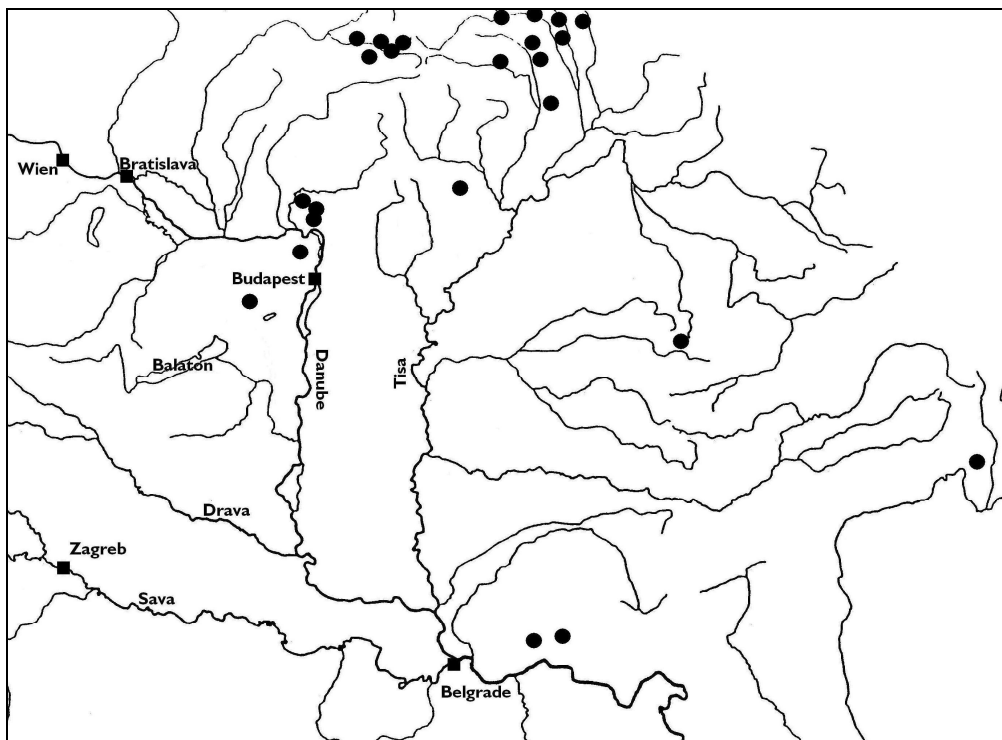 Wien
Bratislava
Budapest
Balaton
Danube
Tisa
Drava
Zagreb
Sava
Belgrade